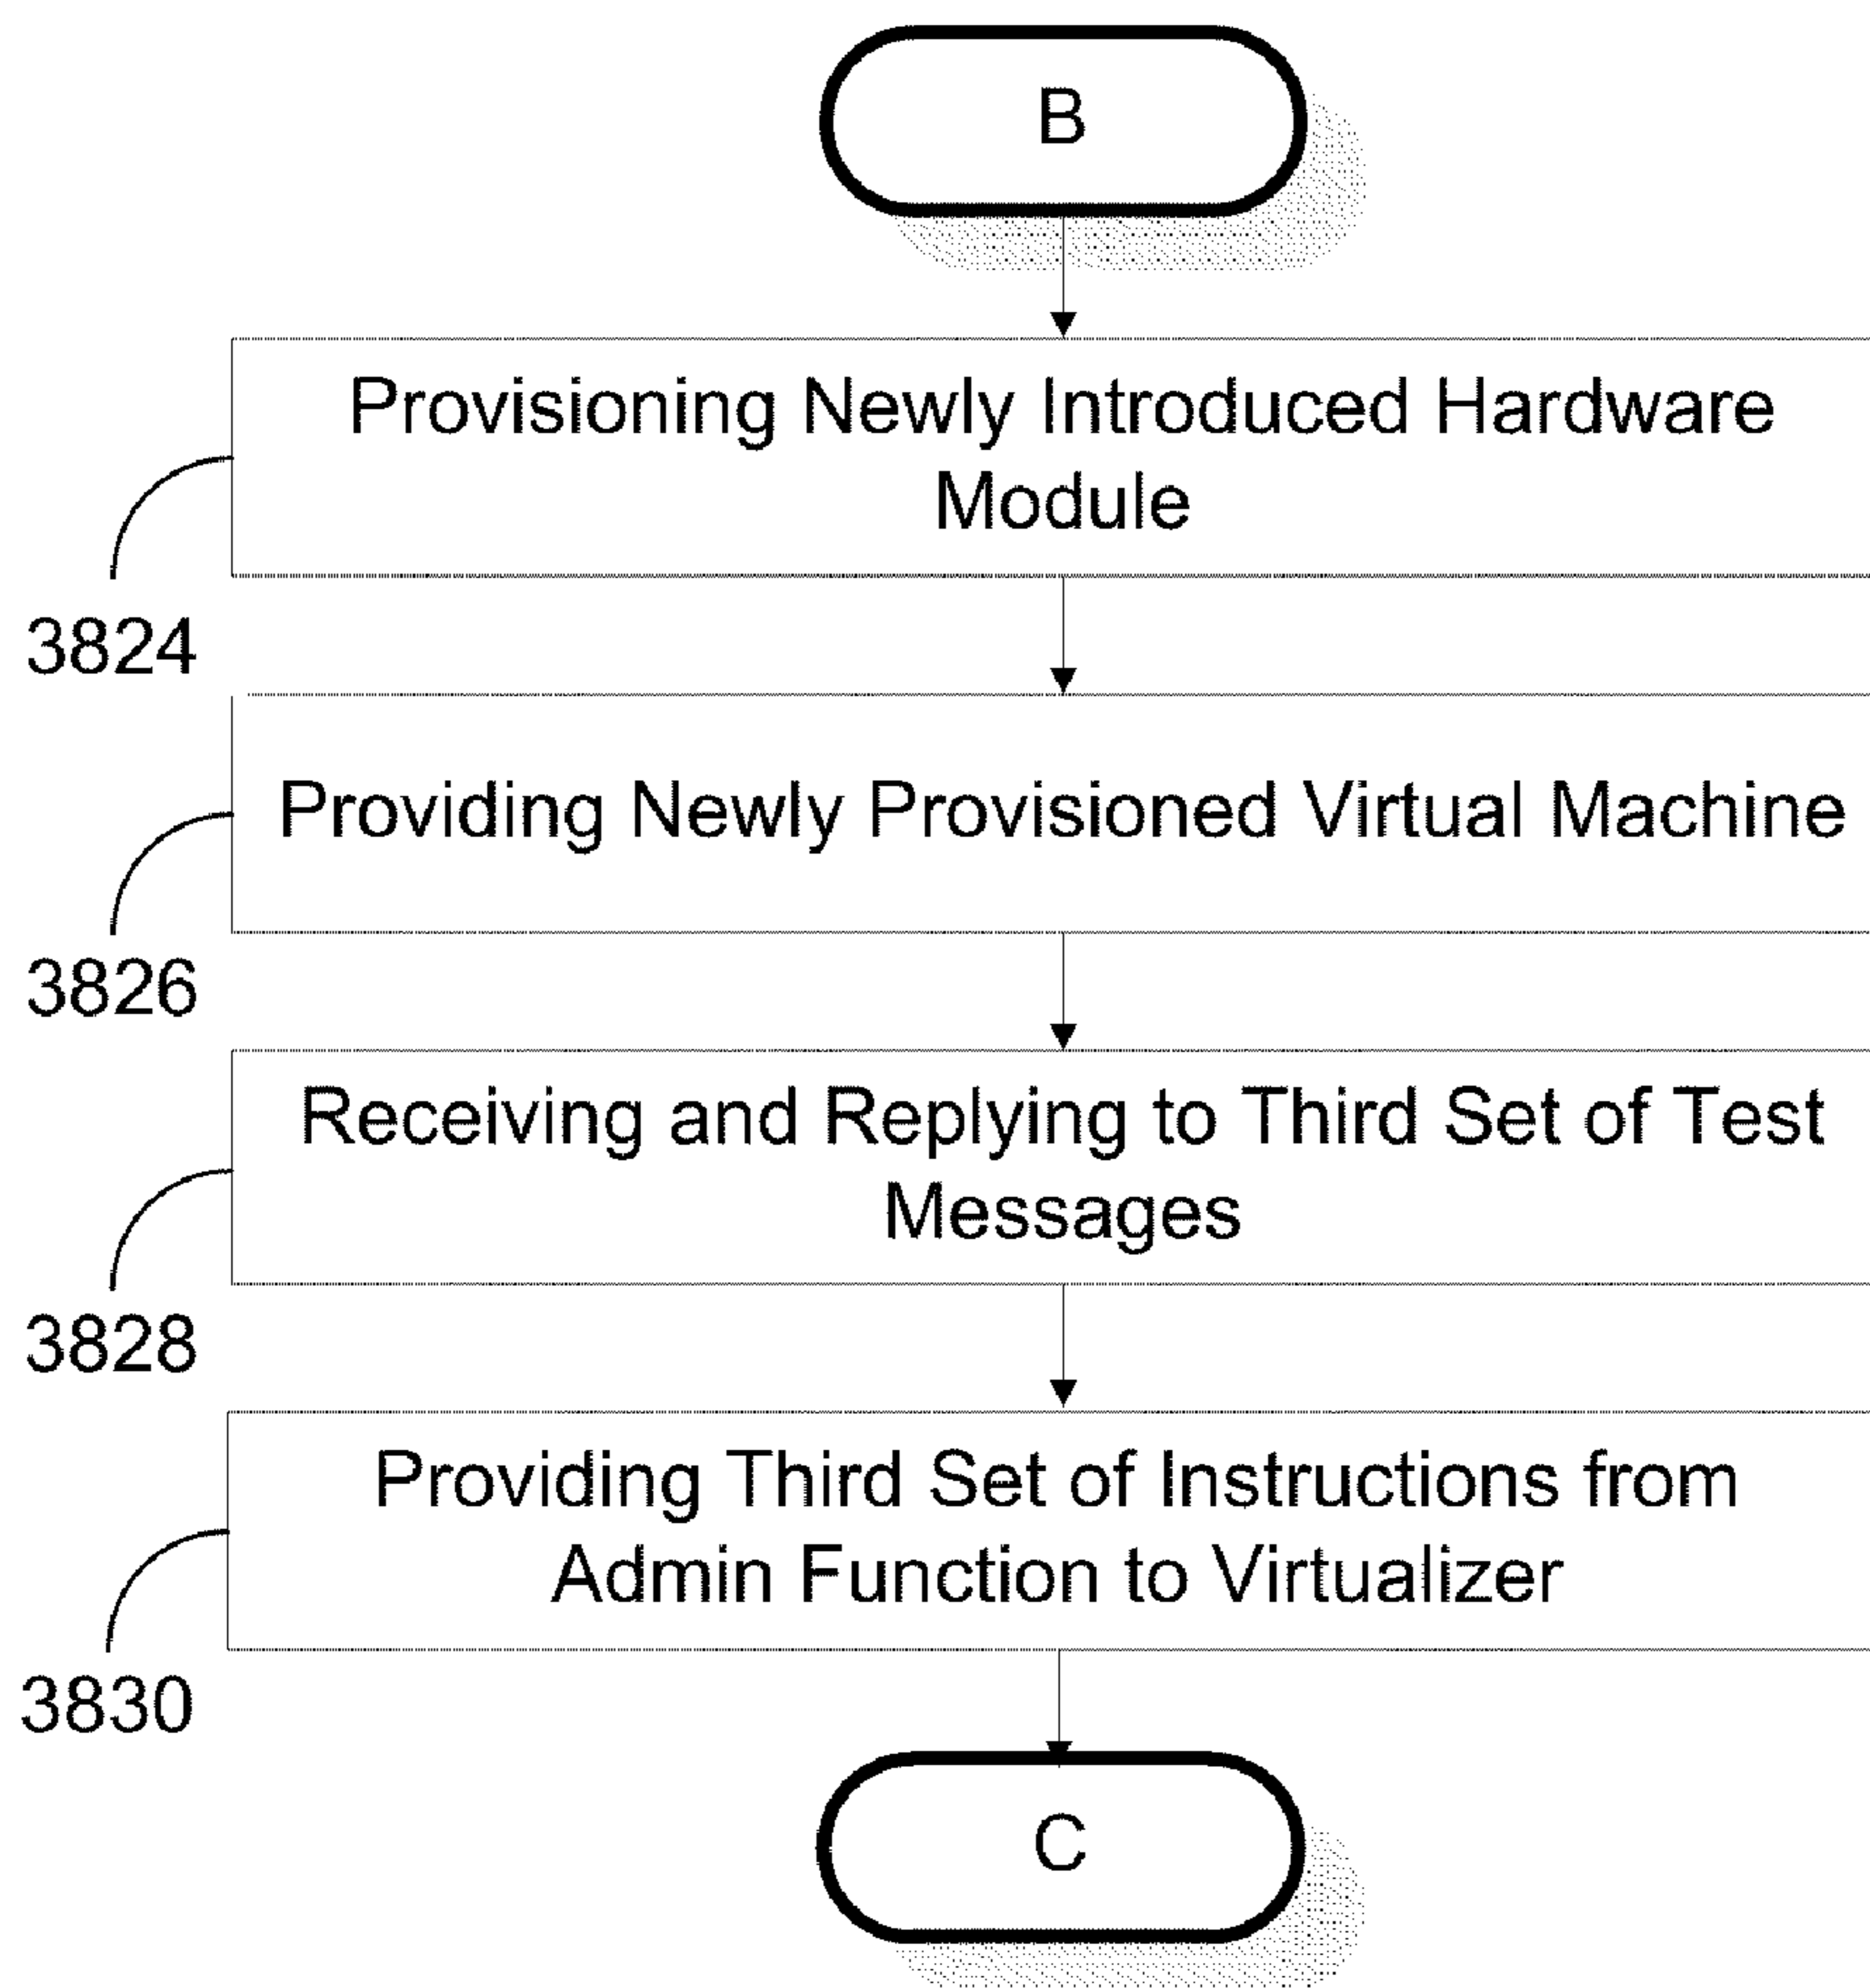 B
Provisioning Newly Introduced Hardware
Module
3824
Providing Newly Provisioned Virtual Machine
3826
Receiving and Replying to Third Set of Test
Messages
3828
Providing Third Set of Instructions from
Admin Function to Virtualizer
3830
C